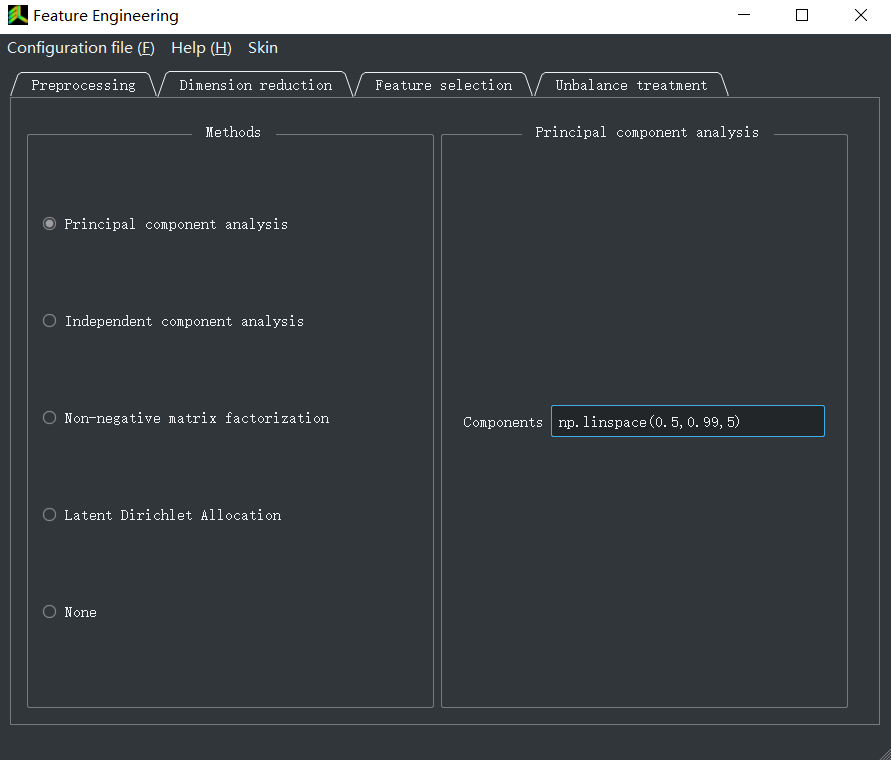 Feature Engineering
Configuration file (F) Help (H) Skin
Preprocessing Dimension reduction Feature selection Unbalance treatment
Methods
Principal component analysis
Independent component analysis
Non-negative matrix factorization
Latent Dirichlet Allocation
None
Principal component analysis
Components np.linspace(0.5,0.99,5)